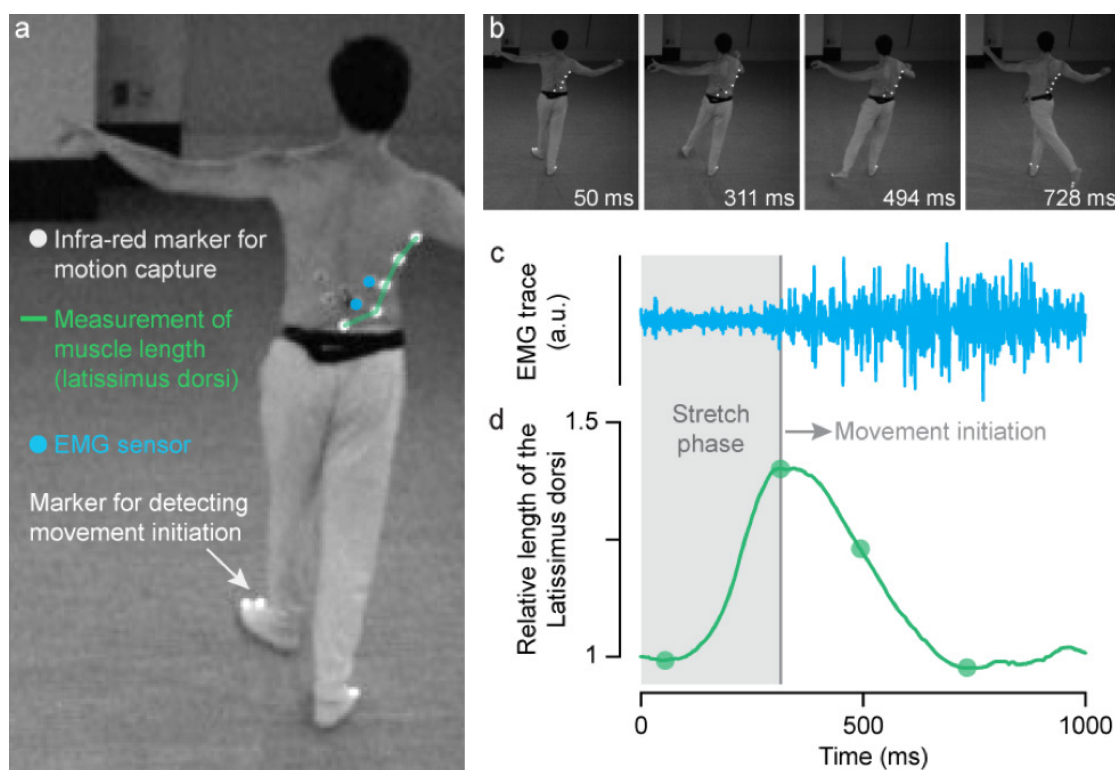 a
Infra-red marker for
motion capture
Measurement of
muscle length
(latissimus dorsi)
EMG sensor
Marker for detecting
movement initiation
b
50 ms
311 ms
494 ms
728 ms
c
EMG trace
(a.u.)
d
Relative length of the
Latissimus dorsi
1.5
1
Stretch
phase
Movement initiation
0
500
1000
Time (ms)